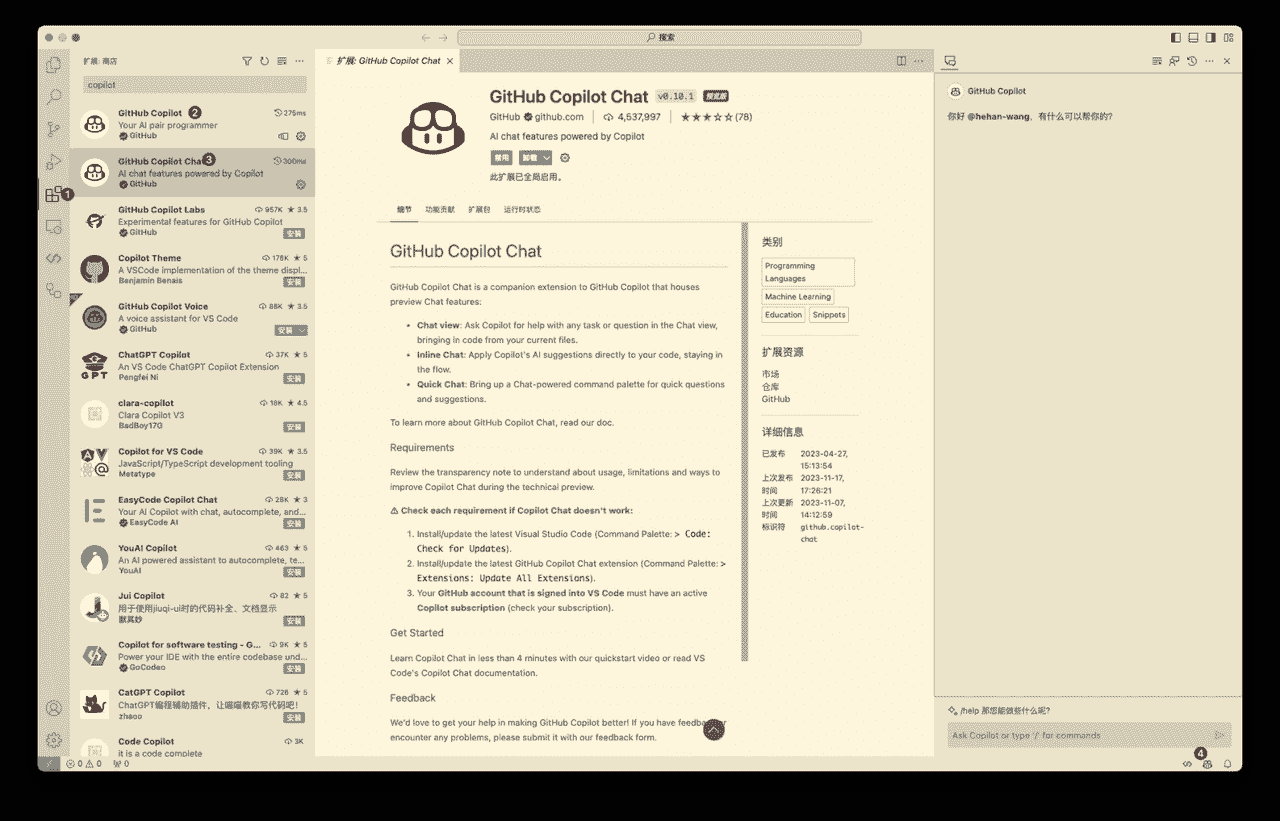 搜索
扩展: 商店
copilot
GitHub Copilot 2 276ms
Your AI pair programmer
GitHub
GitHub Copilot Chat 3 300ms
AI chat features powered by Copilot
GitHub
1
GitHub Copilot Labs 957K ★ 3.5
Experimental features for GitHub Copilot
GitHub 安装
Copilot Theme 176K ★ 5
A VSCode implementation of the theme displ...
Benjamin Benais 安装
GitHub Copilot Voice 88K ★ 3.5
A voice assistant for VS Code
GitHub 安装
ChatGPT Copilot 37K ★ 5
An VS Code ChatGPT Copilot Extension
Pengfei Ni 安装
clara-copilot 18K ★ 4.5
Clara Copilot V3
BadBoy17G 安装
Copilot for VS Code 39K ★ 3.5
JavaScript/TypeScript development tooling
Metatype 安装
EasyCode Copilot Chat 28K ★ 3
Your AI Copilot with chat, autocomplete, and...
EasyCode AI 安装
YouAI Copilot 463 ★ 5
An AI powered assistant to autocomplete, te...
YouAI 安装
Jui Copilot 82 ★ 5
用于使用jiuqi-ui时的代码补全、文档显示
默其妙 安装
Copilot for software testing - G... 9K ★ 5
Power your IDE with the entire codebase und...
GoCodeo 安装
CatGPT Copilot 726 ★ 5
ChatGPT编程辅助插件，让喵喵教你写代码吧!
zhaoo 安装
Code Copilot 3K
it is a code complete
0 0 0
扩展: GitHub Copilot Chat
GitHub Copilot Chat v0.10.1 预览版
GitHub github.com 4,537,997 ★★★☆☆ (78)
AI chat features powered by Copilot
禁用 卸载
此扩展已全局启用。
细节 功能贡献 扩展包 运行时状态
GitHub Copilot Chat
GitHub Copilot Chat is a companion extension to GitHub Copilot that houses
preview Chat features:
• Chat view: Ask Copilot for help with any task or question in the Chat view,
bringing in code from your current files.
• Inline Chat: Apply Copilot's AI suggestions directly to your code, staying in
the flow.
• Quick Chat: Bring up a Chat-powered command palette for quick questions
and suggestions.
To learn more about GitHub Copilot Chat, read our doc.
Requirements
Review the transparency note to understand about usage, limitations and ways to
improve Copilot Chat during the technical preview.
⚠ Check each requirement if Copilot Chat doesn't work:
1. Install/update the latest Visual Studio Code (Command Palette: > Code:
Check for Updates).
2. Install/update the latest GitHub Copilot Chat extension (Command Palette: >
Extensions: Update All Extensions).
3. Your GitHub account that is signed into VS Code must have an active
Copilot subscription (check your subscription).
Get Started
Learn Copilot Chat in less than 4 minutes with our quickstart video or read VS
Code's Copilot Chat documentation.
Feedback
We'd love to get your help in making GitHub Copilot better! If you have feedback or
encounter any problems, please submit it with our feedback form.
类别
Programming
Languages
Machine Learning
Education Snippets
扩展资源
市场
仓库
GitHub
详细信息
已发布 2023-04-27,
15:13:54
上次发布 2023-11-17,
时间 17:26:21
上次更新 2023-11-07,
时间 14:12:59
标识符 github.copilot-
chat
GitHub Copilot
你好 @hehan-wang，有什么可以帮你的?
/help 那您能做些什么呢?
Ask Copilot or type '/' for commands
4